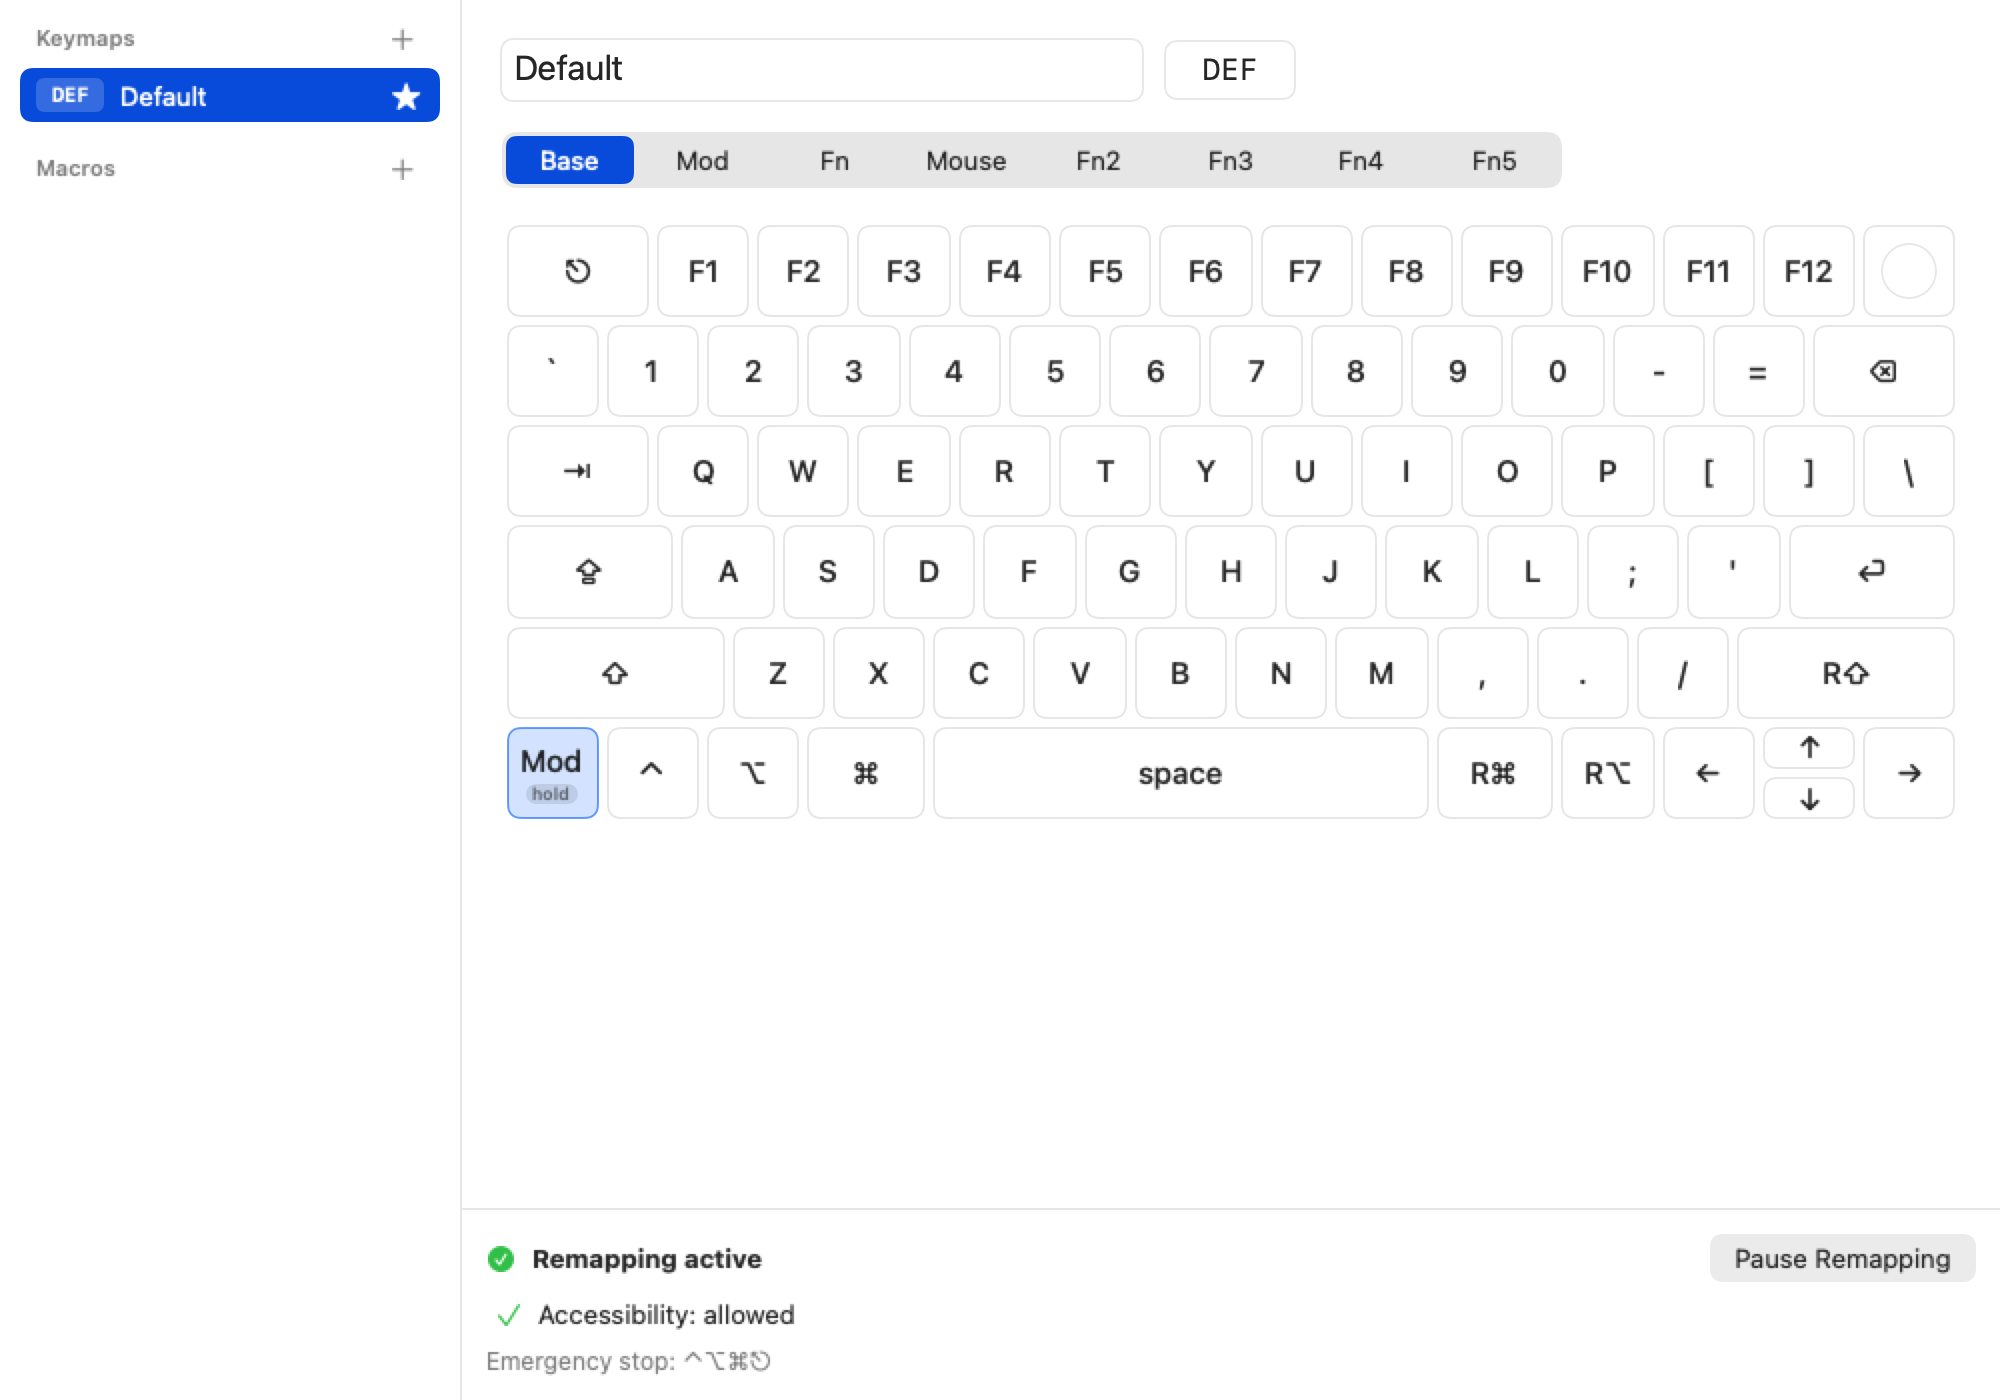 Keymaps
DEF Default
Macros
Default DEF
Base Mod Fn Mouse Fn2 Fn3 Fn4 Fn5
⎋ F1 F2 F3 F4 F5 F6 F7 F8 F9 F10 F11 F12
` 1 2 3 4 5 6 7 8 9 0 - = ⌫
⇥ Q W E R T Y U I O P [ ] \
⇪ A S D F G H J K L ; ' ↩
⇧ Z X C V B N M , . / R⇧
Mod hold ^ ⌥ ⌘ space R⌘ R⌥ ← ↑ ↓ →
Remapping active
Pause Remapping
Accessibility: allowed
Emergency stop: ^⌥⌘⎋